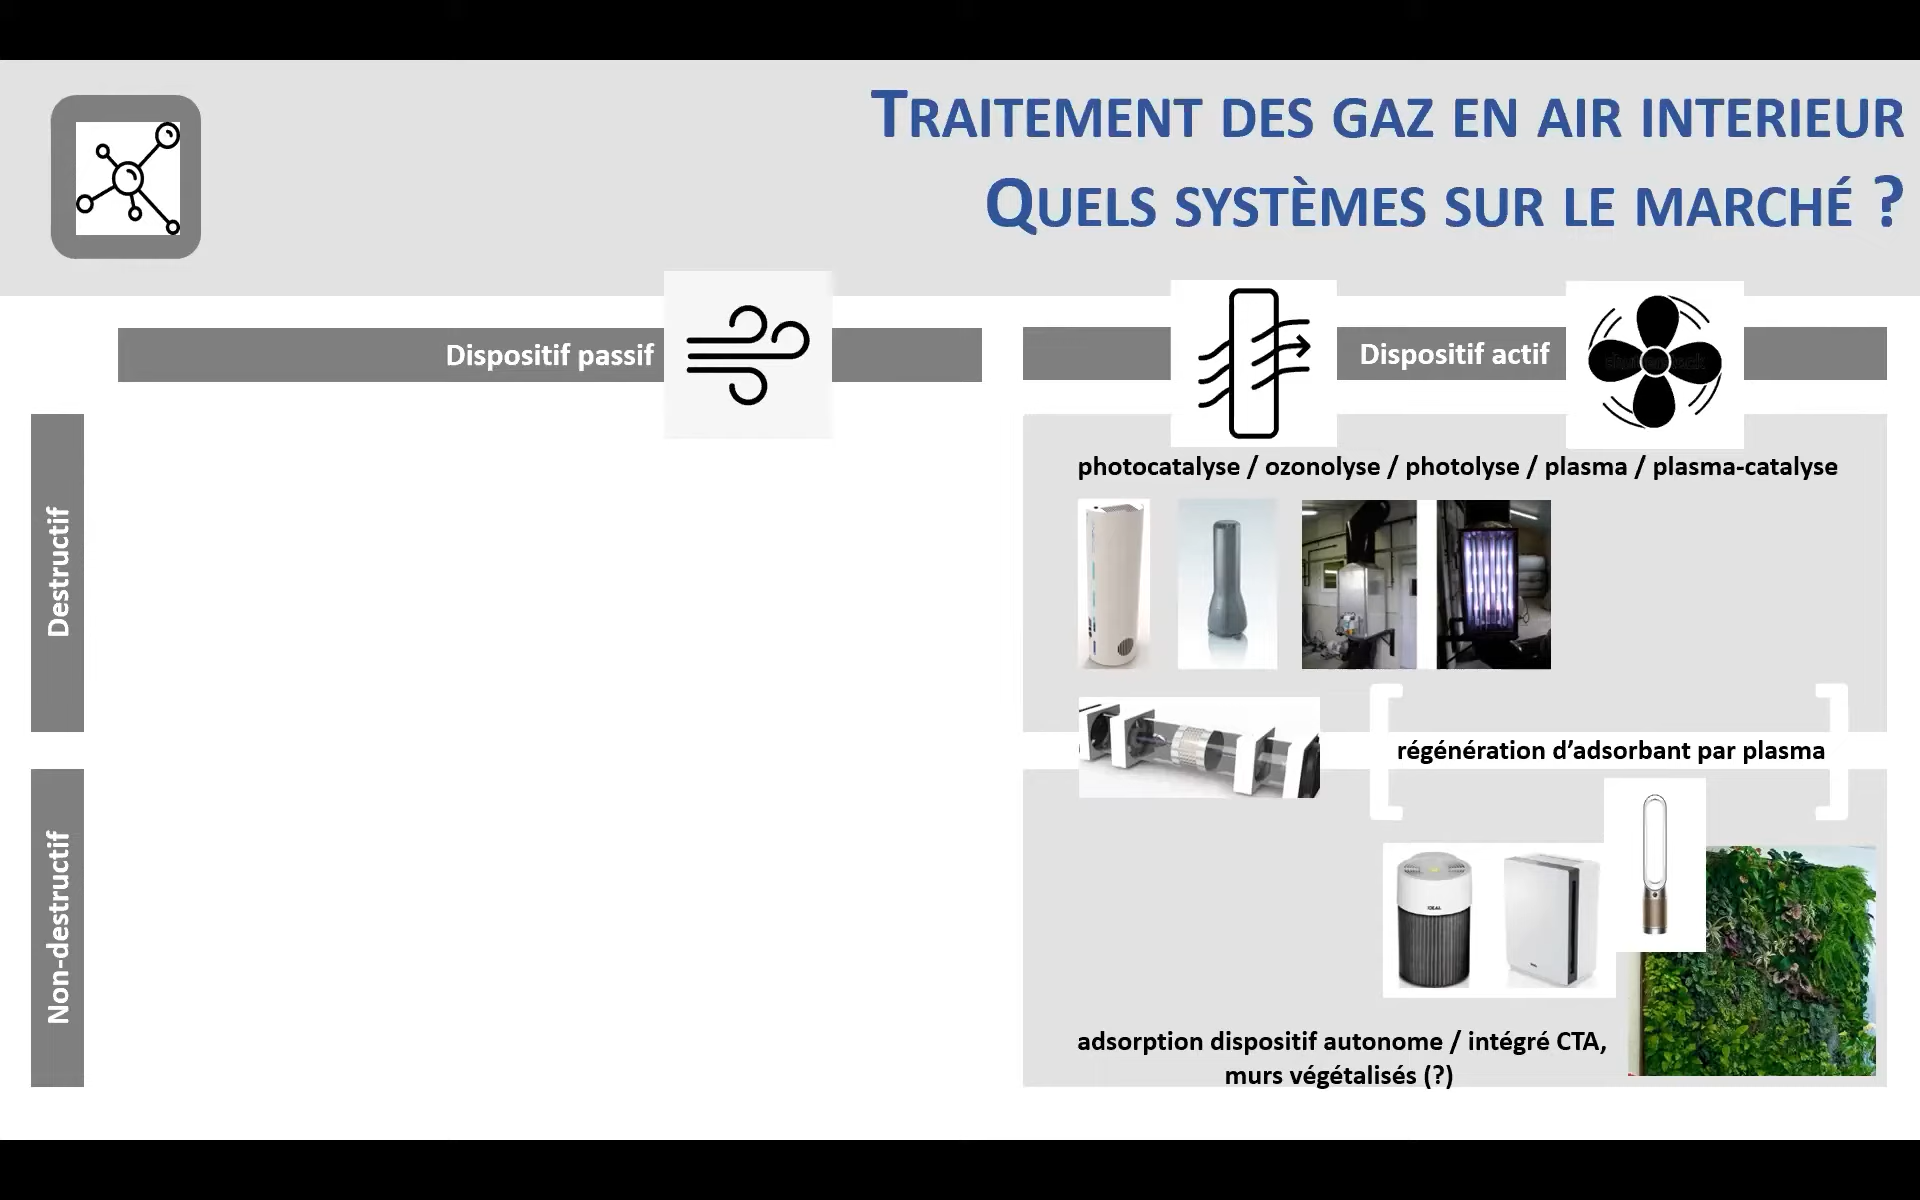 TRAITEMENT DES GAZ EN AIR INTERIEUR
QUELS SYSTÈMES SUR LE MARCHÉ ?
Dispositif passif
Dispositif actif
Destructif
photocatalyse / ozonolyse / photolyse / plasma / plasma-catalyse
régénération d’adsorbant par plasma
Non-destructif
IDEAL
adsorption dispositif autonome / intégré CTA,
murs végétalisés (?)